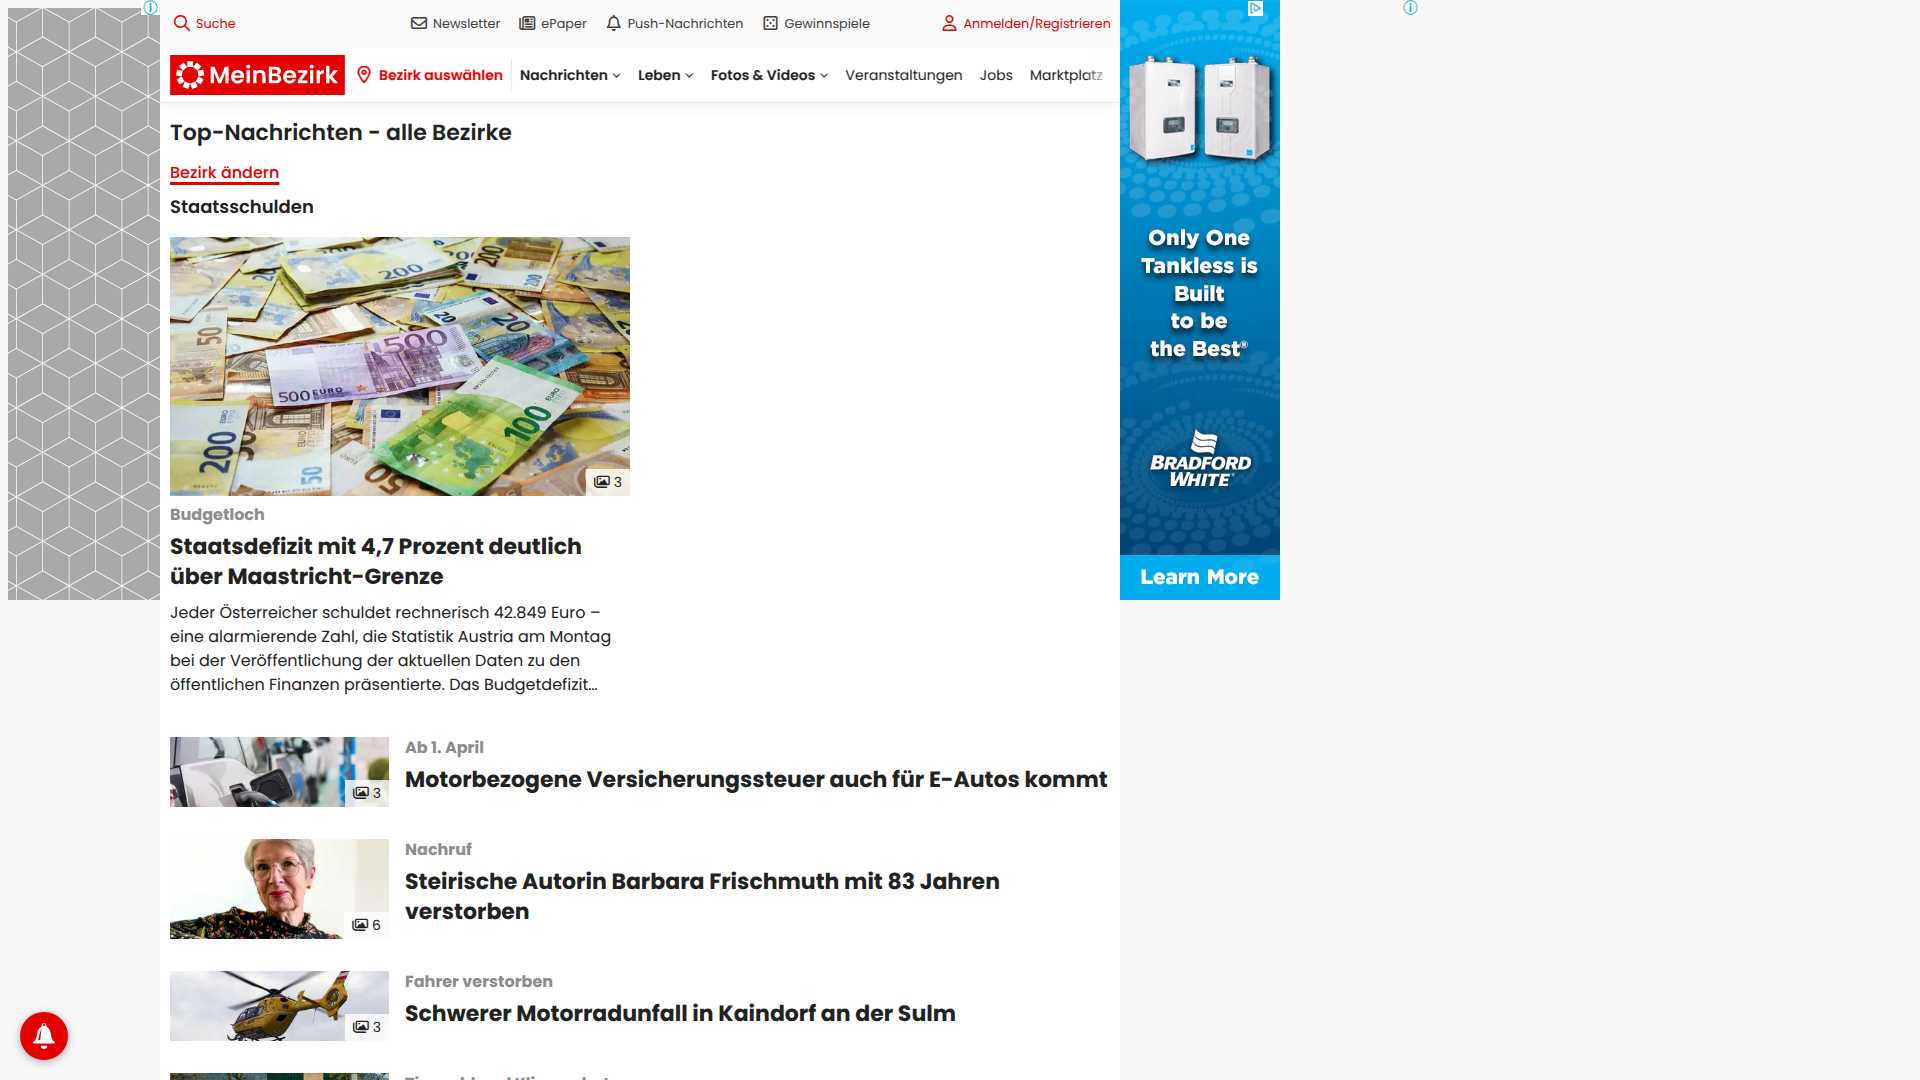 Suche
Newsletter
ePaper
Push-Nachrichten
Gewinnspiele
Anmelden/Registrieren
MeinBezirk
Bezirk auswählen
Nachrichten
Leben
Fotos & Videos
Veranstaltungen
Jobs
Marktplatz
Top-Nachrichten - alle Bezirke
Bezirk ändern
Staatsschulden
3
Budgetloch
Staatsdefizit mit 4,7 Prozent deutlich
über Maastricht-Grenze
Jeder Österreicher schuldet rechnerisch 42.849 Euro –
eine alarmierende Zahl, die Statistik Austria am Montag
bei der Veröffentlichung der aktuellen Daten zu den
öffentlichen Finanzen präsentierte. Das Budgetdefizit...
3
Ab 1. April
Motorbezogene Versicherungssteuer auch für E-Autos kommt
6
Nachruf
Steirische Autorin Barbara Frischmuth mit 83 Jahren
verstorben
3
Fahrer verstorben
Schwerer Motorradunfall in Kaindorf an der Sulm
Only One
Tankless is
Built
to be
the Best®
BRADFORD
WHITE
Learn More